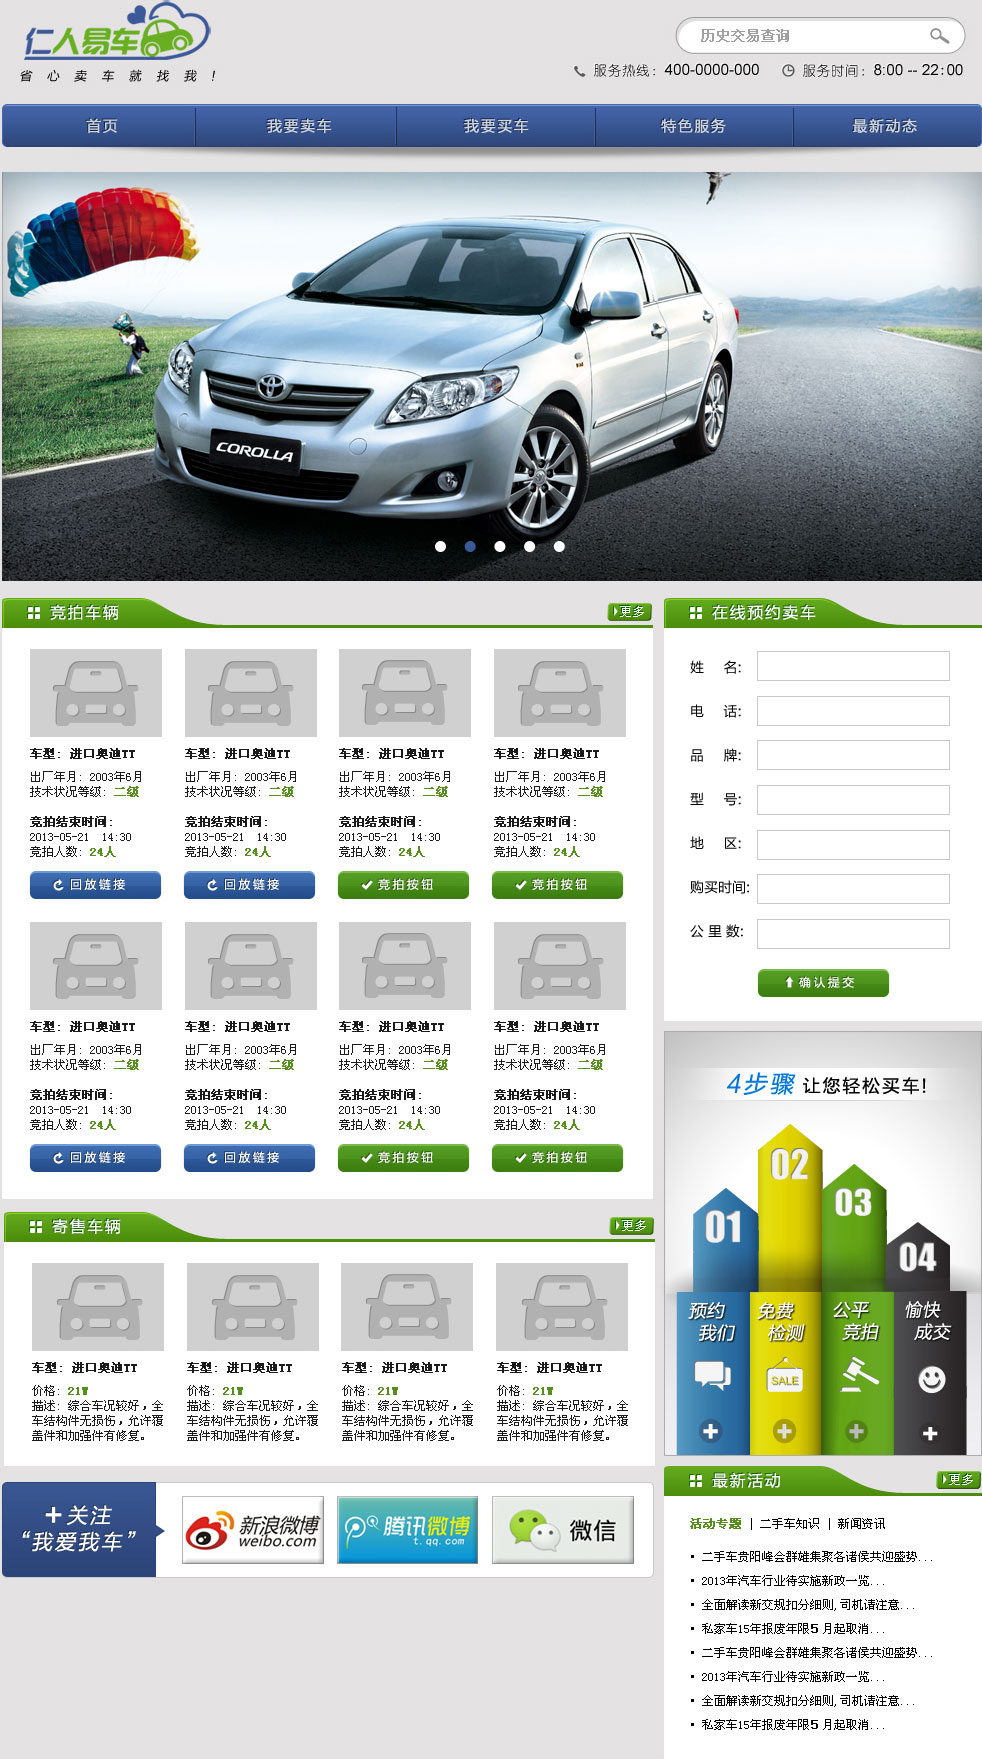 仁人易车
省心卖车就找我！
历史交易查询
服务热线：400-0000-000 服务时间：8:00 -- 22:00
首页 我要卖车 我要买车 特色服务 最新动态
COROLLA
竞拍车辆 更多
车型：进口奥迪TT 车型：进口奥迪TT 车型：进口奥迪TT 车型：进口奥迪TT
出厂年月：2003年6月 出厂年月：2003年6月 出厂年月：2003年6月 出厂年月：2003年6月
技术状况等级：二级 技术状况等级：二级 技术状况等级：二级 技术状况等级：二级
竞拍结束时间： 竞拍结束时间： 竞拍结束时间： 竞拍结束时间：
2013-05-21 14:30 2013-05-21 14:30 2013-05-21 14:30 2013-05-21 14:30
竞拍人数：24人 竞拍人数：24人 竞拍人数：24人 竞拍人数：24人
回放链接 回放链接 竞拍按钮 竞拍按钮
车型：进口奥迪TT 车型：进口奥迪TT 车型：进口奥迪TT 车型：进口奥迪TT
出厂年月：2003年6月 出厂年月：2003年6月 出厂年月：2003年6月 出厂年月：2003年6月
技术状况等级：二级 技术状况等级：二级 技术状况等级：二级 技术状况等级：二级
竞拍结束时间： 竞拍结束时间： 竞拍结束时间： 竞拍结束时间：
2013-05-21 14:30 2013-05-21 14:30 2013-05-21 14:30 2013-05-21 14:30
竞拍人数：24人 竞拍人数：24人 竞拍人数：24人 竞拍人数：24人
回放链接 回放链接 竞拍按钮 竞拍按钮
寄售车辆 更多
车型：进口奥迪TT 车型：进口奥迪TT 车型：进口奥迪TT 车型：进口奥迪TT
价格：21W 价格：21W 价格：21W 价格：21W
描述：综合车况较好，全 描述：综合车况较好，全 描述：综合车况较好，全 描述：综合车况较好，全
车结构件无损伤，允许覆 车结构件无损伤，允许覆 车结构件无损伤，允许覆 车结构件无损伤，允许覆
盖件和加强件有修复。 盖件和加强件有修复。 盖件和加强件有修复。 盖件和加强件有修复。
+关注
“我爱我车”
新浪微博
weibo.com
腾讯微博
t.qq.com
微信
在线预约卖车
姓 名:
电 话:
品 牌:
型 号:
地 区:
购买时间:
公 里 数:
确认提交
4步骤 让您轻松买车!
01 02 03 04
预约 免费 公平 愉快
我们 检测 竞拍 成交
SALE
最新活动 更多
活动专题 | 二手车知识 | 新闻资讯
· 二手车贵阳峰会群雄集聚各诸侯共迎盛势...
· 2013年汽车行业待实施新政一览...
· 全面解读新交规扣分细则,司机请注意...
· 私家车15年报废年限5 月起取消...
· 二手车贵阳峰会群雄集聚各诸侯共迎盛势...
· 2013年汽车行业待实施新政一览...
· 全面解读新交规扣分细则,司机请注意...
· 私家车15年报废年限5 月起取消...